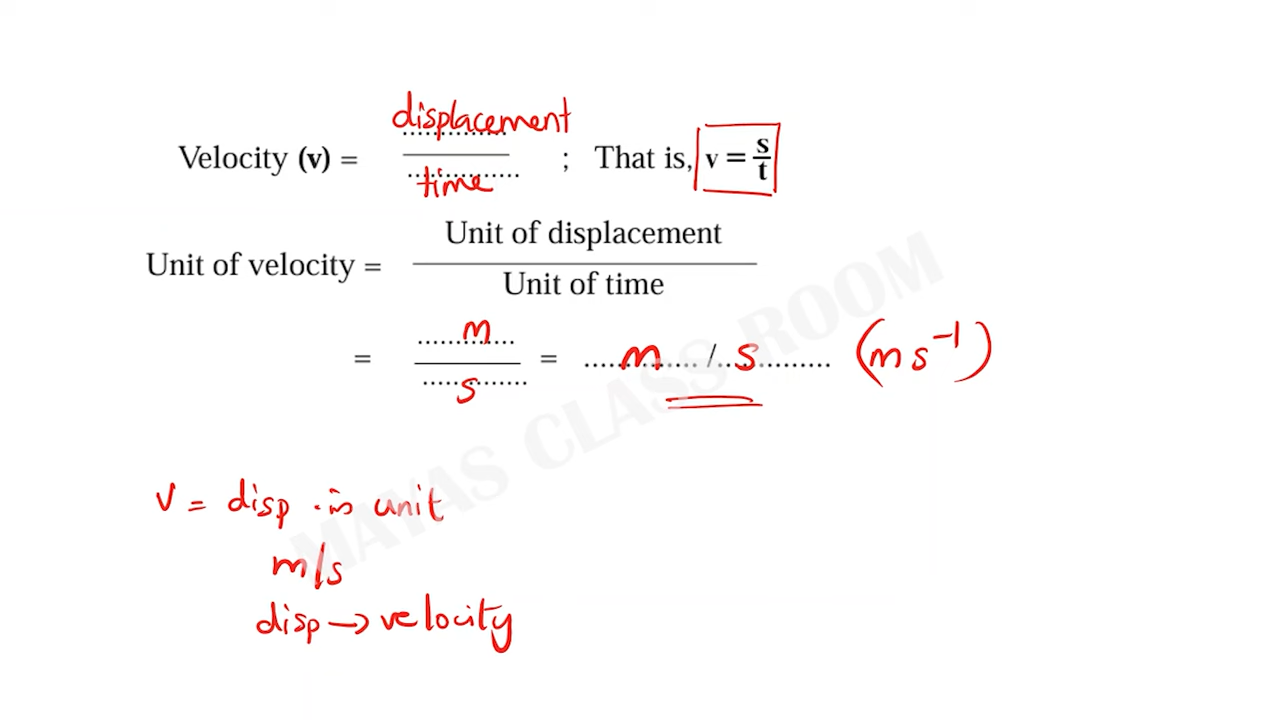 displacement
Velocity (v) = ............... ; That is, v = s/t
time
Unit of displacement
Unit of velocity =
Unit of time
m
= = m / s (m s⁻¹)
s
MAYAS CLASS ROOM
v = disp . in unit
m/s
disp → velocity